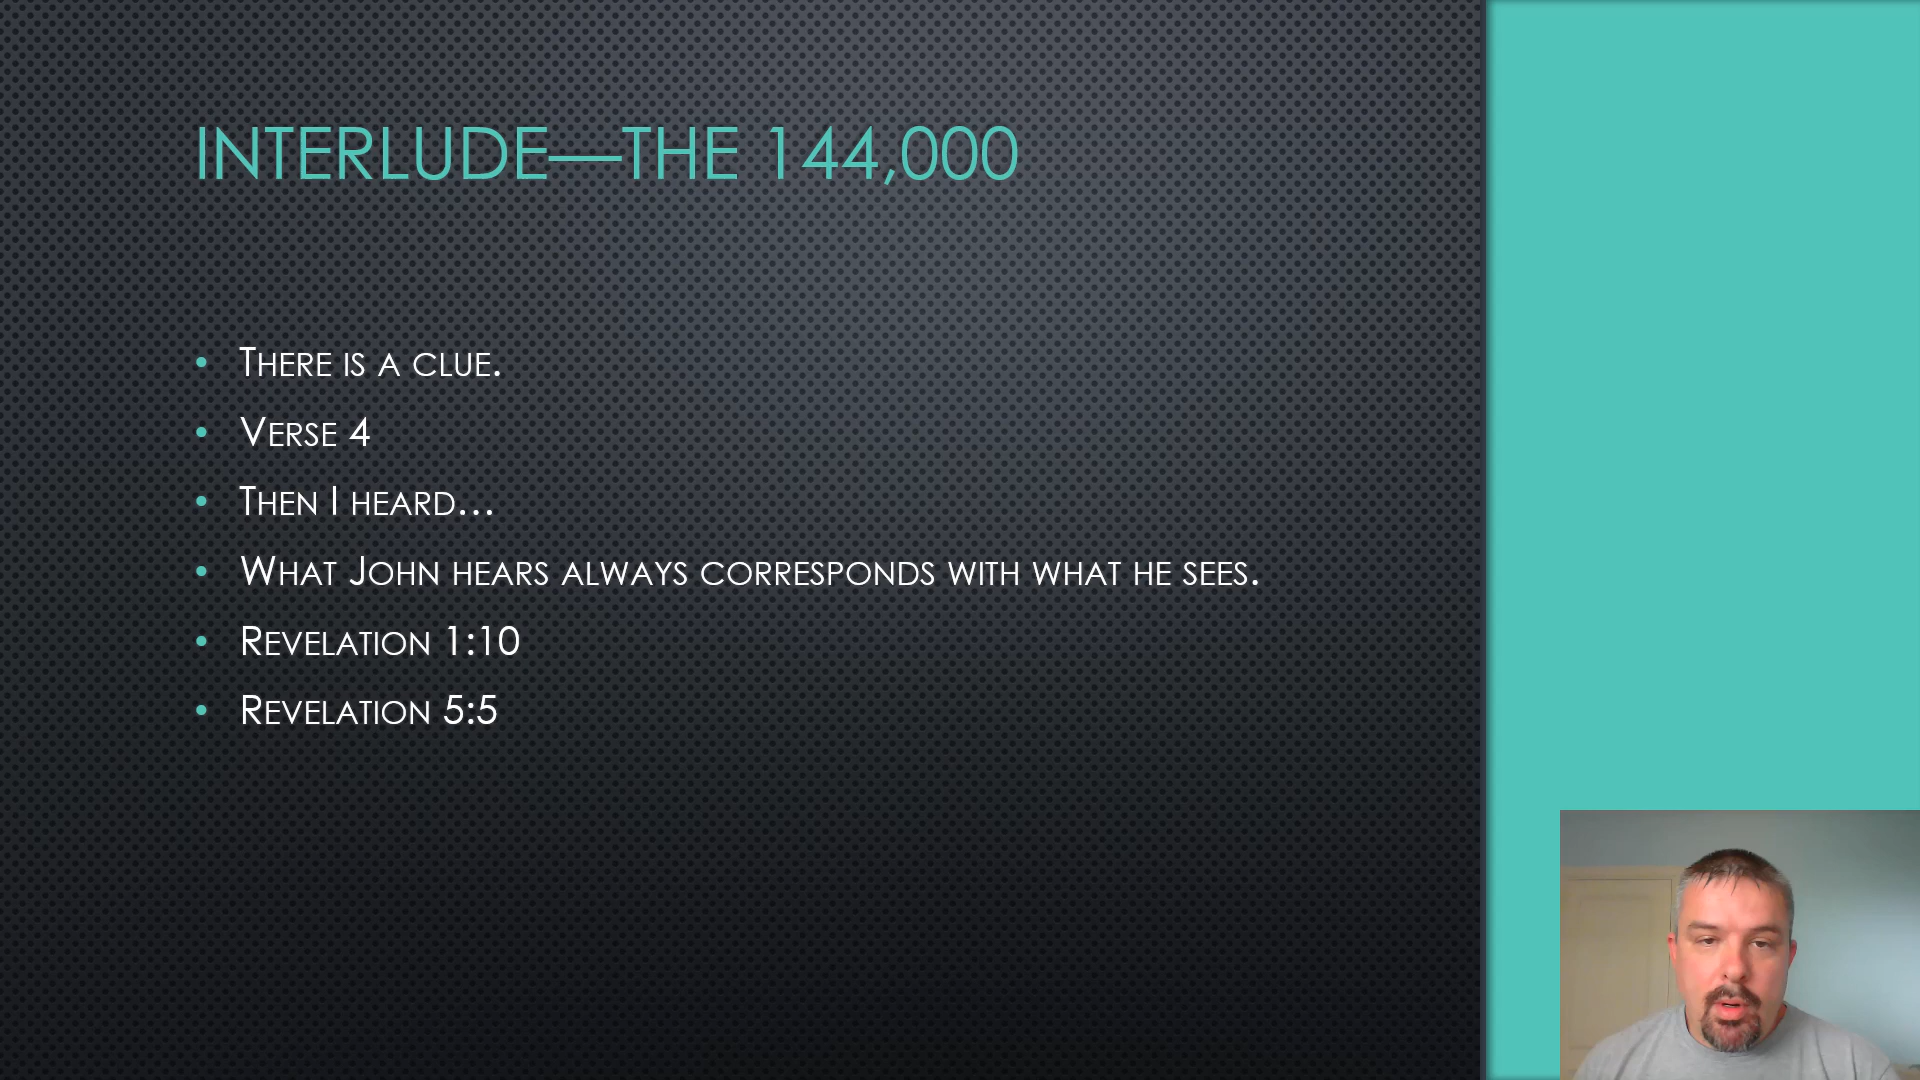 INTERLUDE—THE 144,000
• THERE IS A CLUE.
• VERSE 4
• THEN I HEARD…
• WHAT JOHN HEARS ALWAYS CORRESPONDS WITH WHAT HE SEES.
• REVELATION 1:10
• REVELATION 5:5